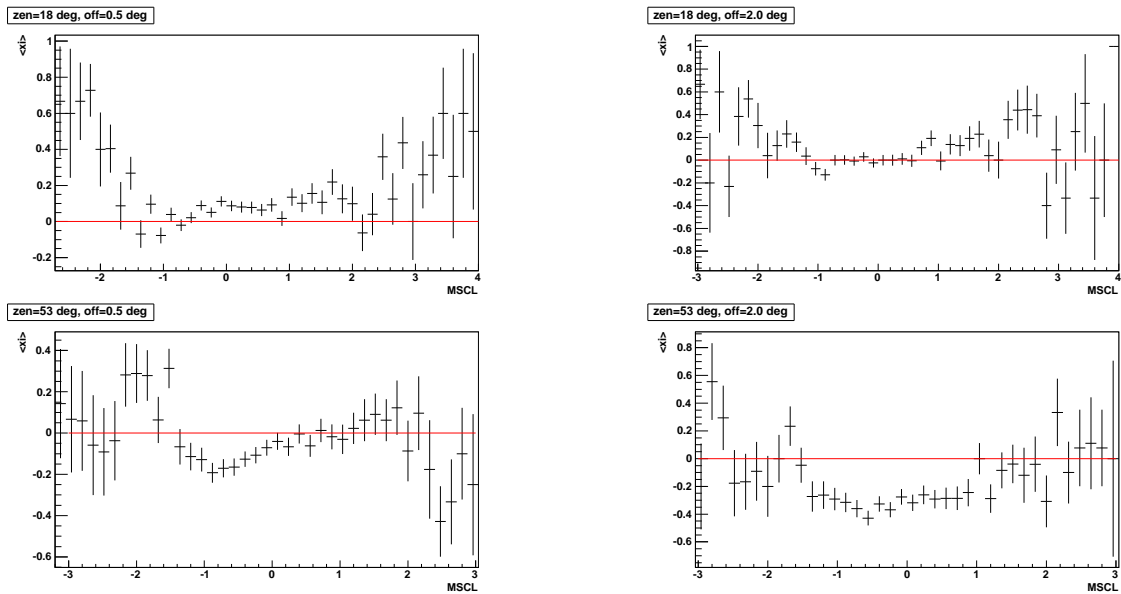 zen=18 deg, off=0.5 deg
<xi>
1
0.8
0.6
0.4
0.2
0
-0.2
-2 -1 0 1 2 3 4
MSCL
zen=18 deg, off=2.0 deg
<xi>
1
0.8
0.6
0.4
0.2
0
-0.2
-0.4
-0.6
-0.8
-3 -2 -1 0 1 2 3 4
MSCL
zen=53 deg, off=0.5 deg
<xi>
0.4
0.2
0
-0.2
-0.4
-0.6
-3 -2 -1 0 1 2 3
MSCL
zen=53 deg, off=2.0 deg
<xi>
0.8
0.6
0.4
0.2
0
-0.2
-0.4
-0.6
-3 -2 -1 0 1 2 3
MSCL